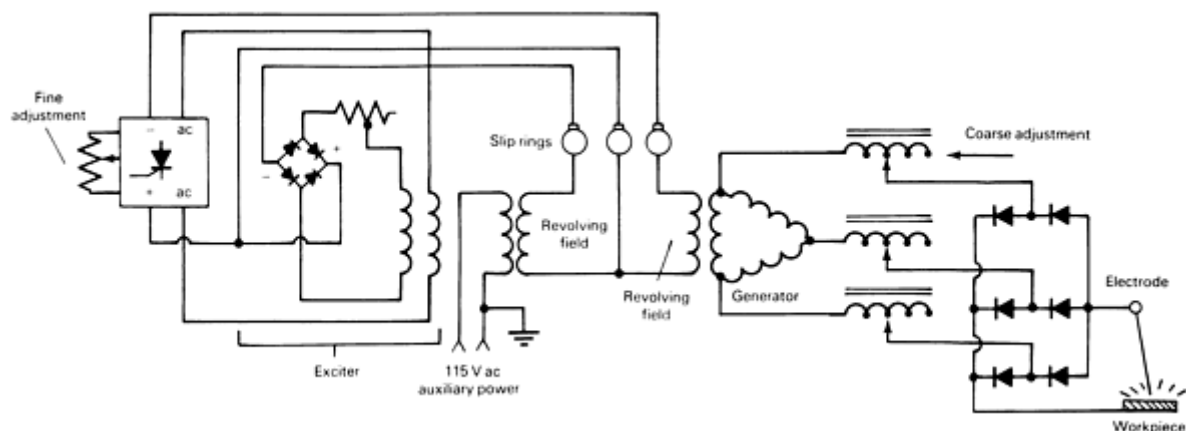 Fine
adjustment
−
ac
+
ac
+
−
Exciter
115 V ac
auxiliary power
Slip rings
Revolving
field
Revolving
field
Generator
Coarse adjustment
Electrode
Workpiece